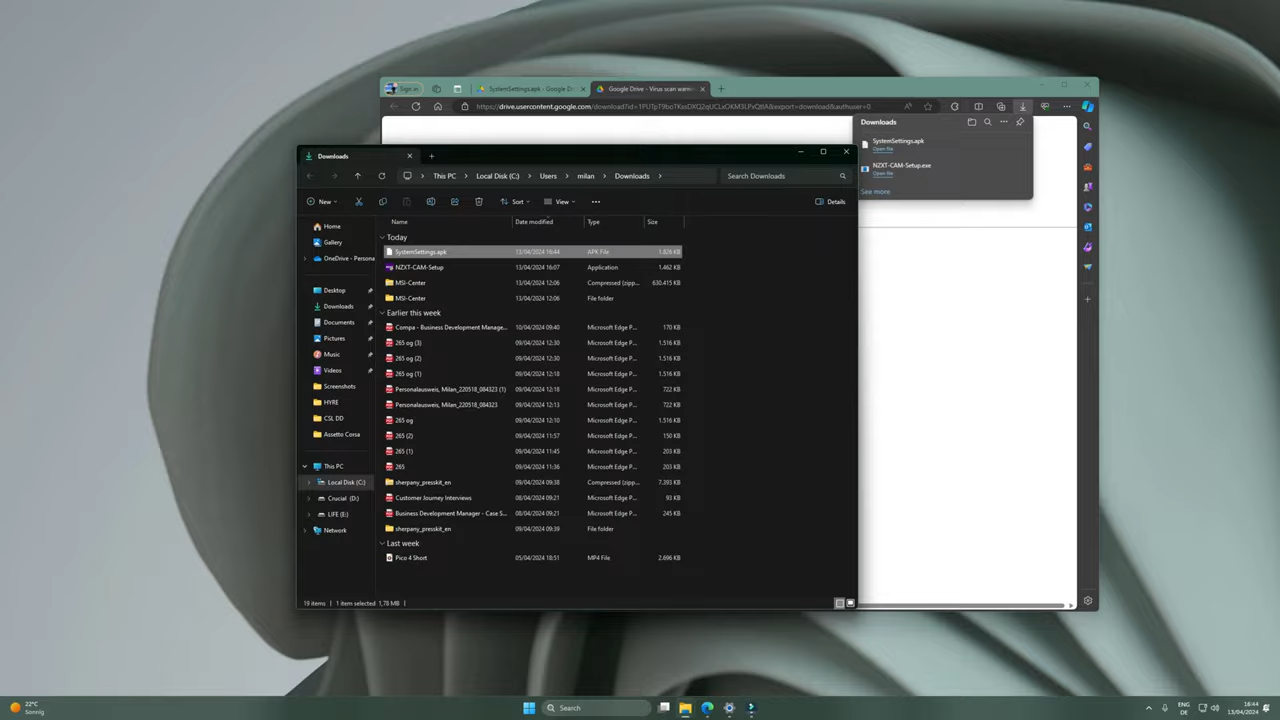 Sign in
SystemSettings.apk - Google Dr
Google Drive - Virus scan warni
Downloads
SystemSettings.apk
Open file
NZXT-CAM-Setup.exe
Open file
See more
Downloads
This PC
Local Disk (C:)
Users
milan
Downloads
Search Downloads
New
Sort
View
Details
Name
Date modified
Type
Size
Today
SystemSettings.apk 13/04/2024 16:44 APK File 1.826 KB
NZXT-CAM-Setup 13/04/2024 16:07 Application 1.462 KB
MSI-Center 13/04/2024 12:06 Compressed (zipp... 630.415 KB
MSI-Center 13/04/2024 12:06 File folder
Earlier this week
Compa - Business Development Manage... 10/04/2024 09:40 Microsoft Edge P... 170 KB
265 og (3) 09/04/2024 12:30 Microsoft Edge P... 1.516 KB
265 og (2) 09/04/2024 12:30 Microsoft Edge P... 1.516 KB
265 og (1) 09/04/2024 12:18 Microsoft Edge P... 1.516 KB
Personalausweis, Milan_220518_084323 (1) 09/04/2024 12:18 Microsoft Edge P... 722 KB
Personalausweis, Milan_220518_084323 09/04/2024 12:13 Microsoft Edge P... 722 KB
265 og 09/04/2024 12:10 Microsoft Edge P... 1.516 KB
265 (2) 09/04/2024 11:57 Microsoft Edge P... 150 KB
265 (1) 09/04/2024 11:45 Microsoft Edge P... 203 KB
265 09/04/2024 11:36 Microsoft Edge P... 203 KB
sherpany_presskit_en 09/04/2024 09:38 Compressed (zipp... 7.393 KB
Customer Journey Interviews 08/04/2024 09:21 Microsoft Edge P... 93 KB
Business Development Manager - Case S... 08/04/2024 09:21 Microsoft Edge P... 245 KB
sherpany_presskit_en 09/04/2024 09:39 File folder
Last week
Pico 4 Short 05/04/2024 18:51 MP4 File 2.696 KB
Home
Gallery
OneDrive - Persona
Desktop
Downloads
Documents
Pictures
Music
Videos
Screenshots
HYRE
CSL DD
Assetto Corsa
This PC
Local Disk (C:)
Crucial (D:)
LIFE (E:)
Network
19 items
1 item selected 1,78 MB
22°C
Sonnig
Search
ENG
DE
16:44
13/04/2024